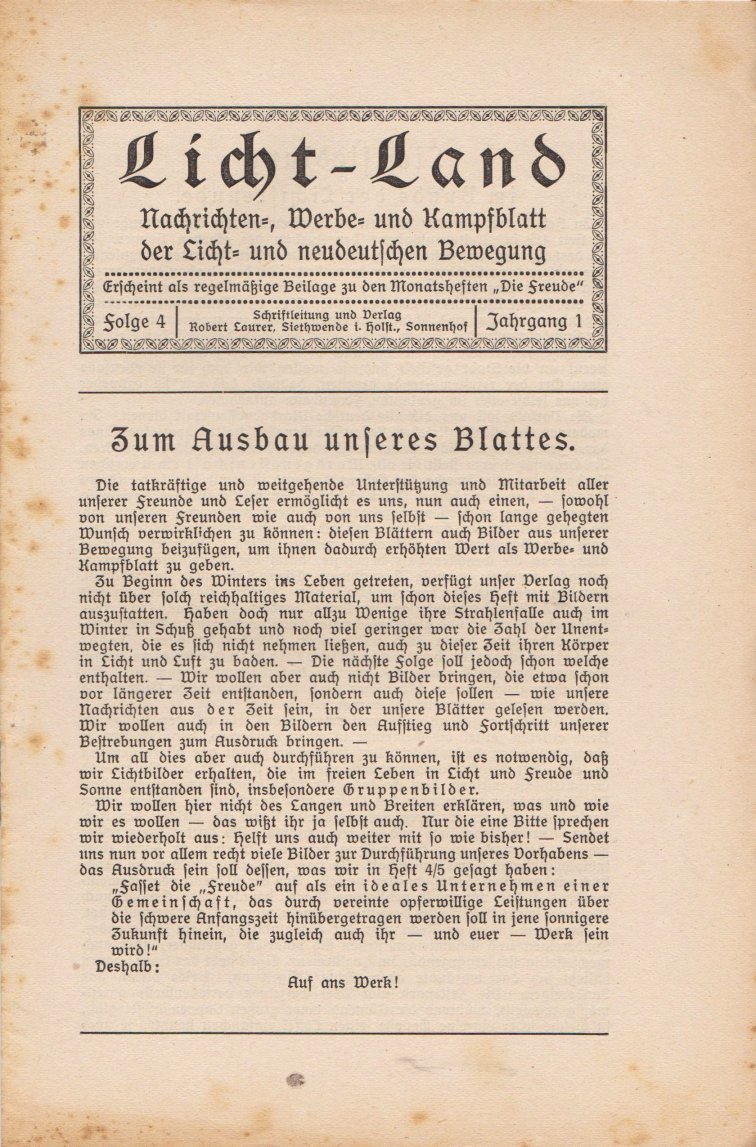 Licht-Land
Nachrichten-, Werbe- und Kampfblatt
der Licht- und neudeutschen Bewegung
Erscheint als regelmäßige Beilage zu den Monatsheften „Die Freude“
Folge 4
Schriftleitung und Verlag
Robert Laurer, Siethwende i. Holst., Sonnenhof
Jahrgang 1
Zum Ausbau unseres Blattes.
Die tatkräftige und weitgehende Unterstützung und Mitarbeit aller
unserer Freunde und Leser ermöglicht es uns, nun auch einen, — sowohl
von unseren Freunden wie auch von uns selbst — schon lange gehegten
Wunsch verwirklichen zu können: diesen Blättern auch Bilder aus unserer
Bewegung beizufügen, um ihnen dadurch erhöhten Wert als Werbe- und
Kampfblatt zu geben.
Zu Beginn des Winters ins Leben getreten, verfügt unser Verlag noch
nicht über solch reichhaltiges Material, um schon dieses Heft mit Bildern
auszustatten. Haben doch nur allzu Wenige ihre Strahlenfalle auch im
Winter in Schuß gehabt und noch viel geringer war die Zahl der Unent-
wegten, die es sich nicht nehmen ließen, auch zu dieser Zeit ihren Körper
in Licht und Luft zu baden. — Die nächste Folge soll jedoch schon welche
enthalten. — Wir wollen aber auch nicht Bilder bringen, die etwa schon
vor längerer Zeit entstanden, sondern auch diese sollen — wie unsere
Nachrichten aus der Zeit sein, in der unsere Blätter gelesen werden.
Wir wollen auch in den Bildern den Aufstieg und Fortschritt unserer
Bestrebungen zum Ausdruck bringen. —
Um all dies aber auch durchführen zu können, ist es notwendig, daß
wir Lichtbilder erhalten, die im freien Leben in Licht und Freude und
Sonne entstanden sind, insbesondere Gruppenbilder.
Wir wollen hier nicht des Langen und Breiten erklären, was und wie
wir es wollen — das wißt ihr ja selbst auch. Nur die eine Bitte sprechen
wir wiederholt aus: Helft uns auch weiter mit so wie bisher! — Sendet
uns nun vor allem recht viele Bilder zur Durchführung unseres Vorhabens —
das Ausdruck sein soll dessen, was wir in Heft 4/5 gesagt haben:
„Fasset die „Freude“ auf als ein ideales Unternehmen einer
Gemeinschaft, das durch vereinte opferwillige Leistungen über
die schwere Anfangszeit hinübergetragen werden soll in jene sonnigere
Zukunft hinein, die zugleich auch ihr — und euer — Werk sein
wird!“
Deshalb:
Auf ans Werk!